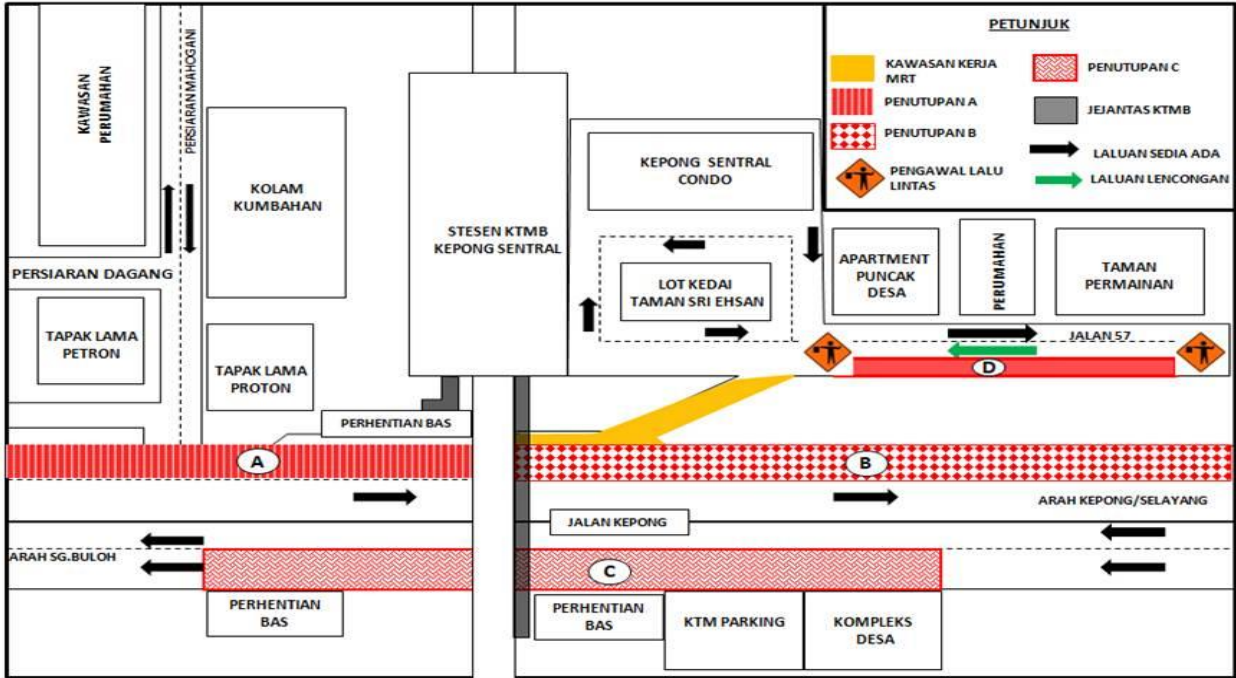 KAWASAN
PERUMAHAN
PERSIARAN MAHOGANI
KOLAM
KUMBAHAN
PERSIARAN DAGANG
TAPAK LAMA
PETRON
TAPAK LAMA
PROTON
PERHENTIAN BAS
STESEN KTMB
KEPONG SENTRAL
KEPONG SENTRAL
CONDO
LOT KEDAI
TAMAN SRI EHSAN
PETUNJUK
KAWASAN KERJA
MRT
PENUTUPAN A
PENUTUPAN B
PENGAWAL LALU
LINTAS
PENUTUPAN C
JEJANTAS KTMB
LALUAN SEDIA ADA
LALUAN LENCONGAN
APARTMENT
PUNCAK
DESA
PERUMAHAN
TAMAN
PERMAINAN
JALAN 57
D
A
B
ARAH KEPONG/SELAYANG
JALAN KEPONG
ARAH SG.BULOH
C
PERHENTIAN
BAS
PERHENTIAN
BAS
KTM PARKING
KOMPLEKS
DESA